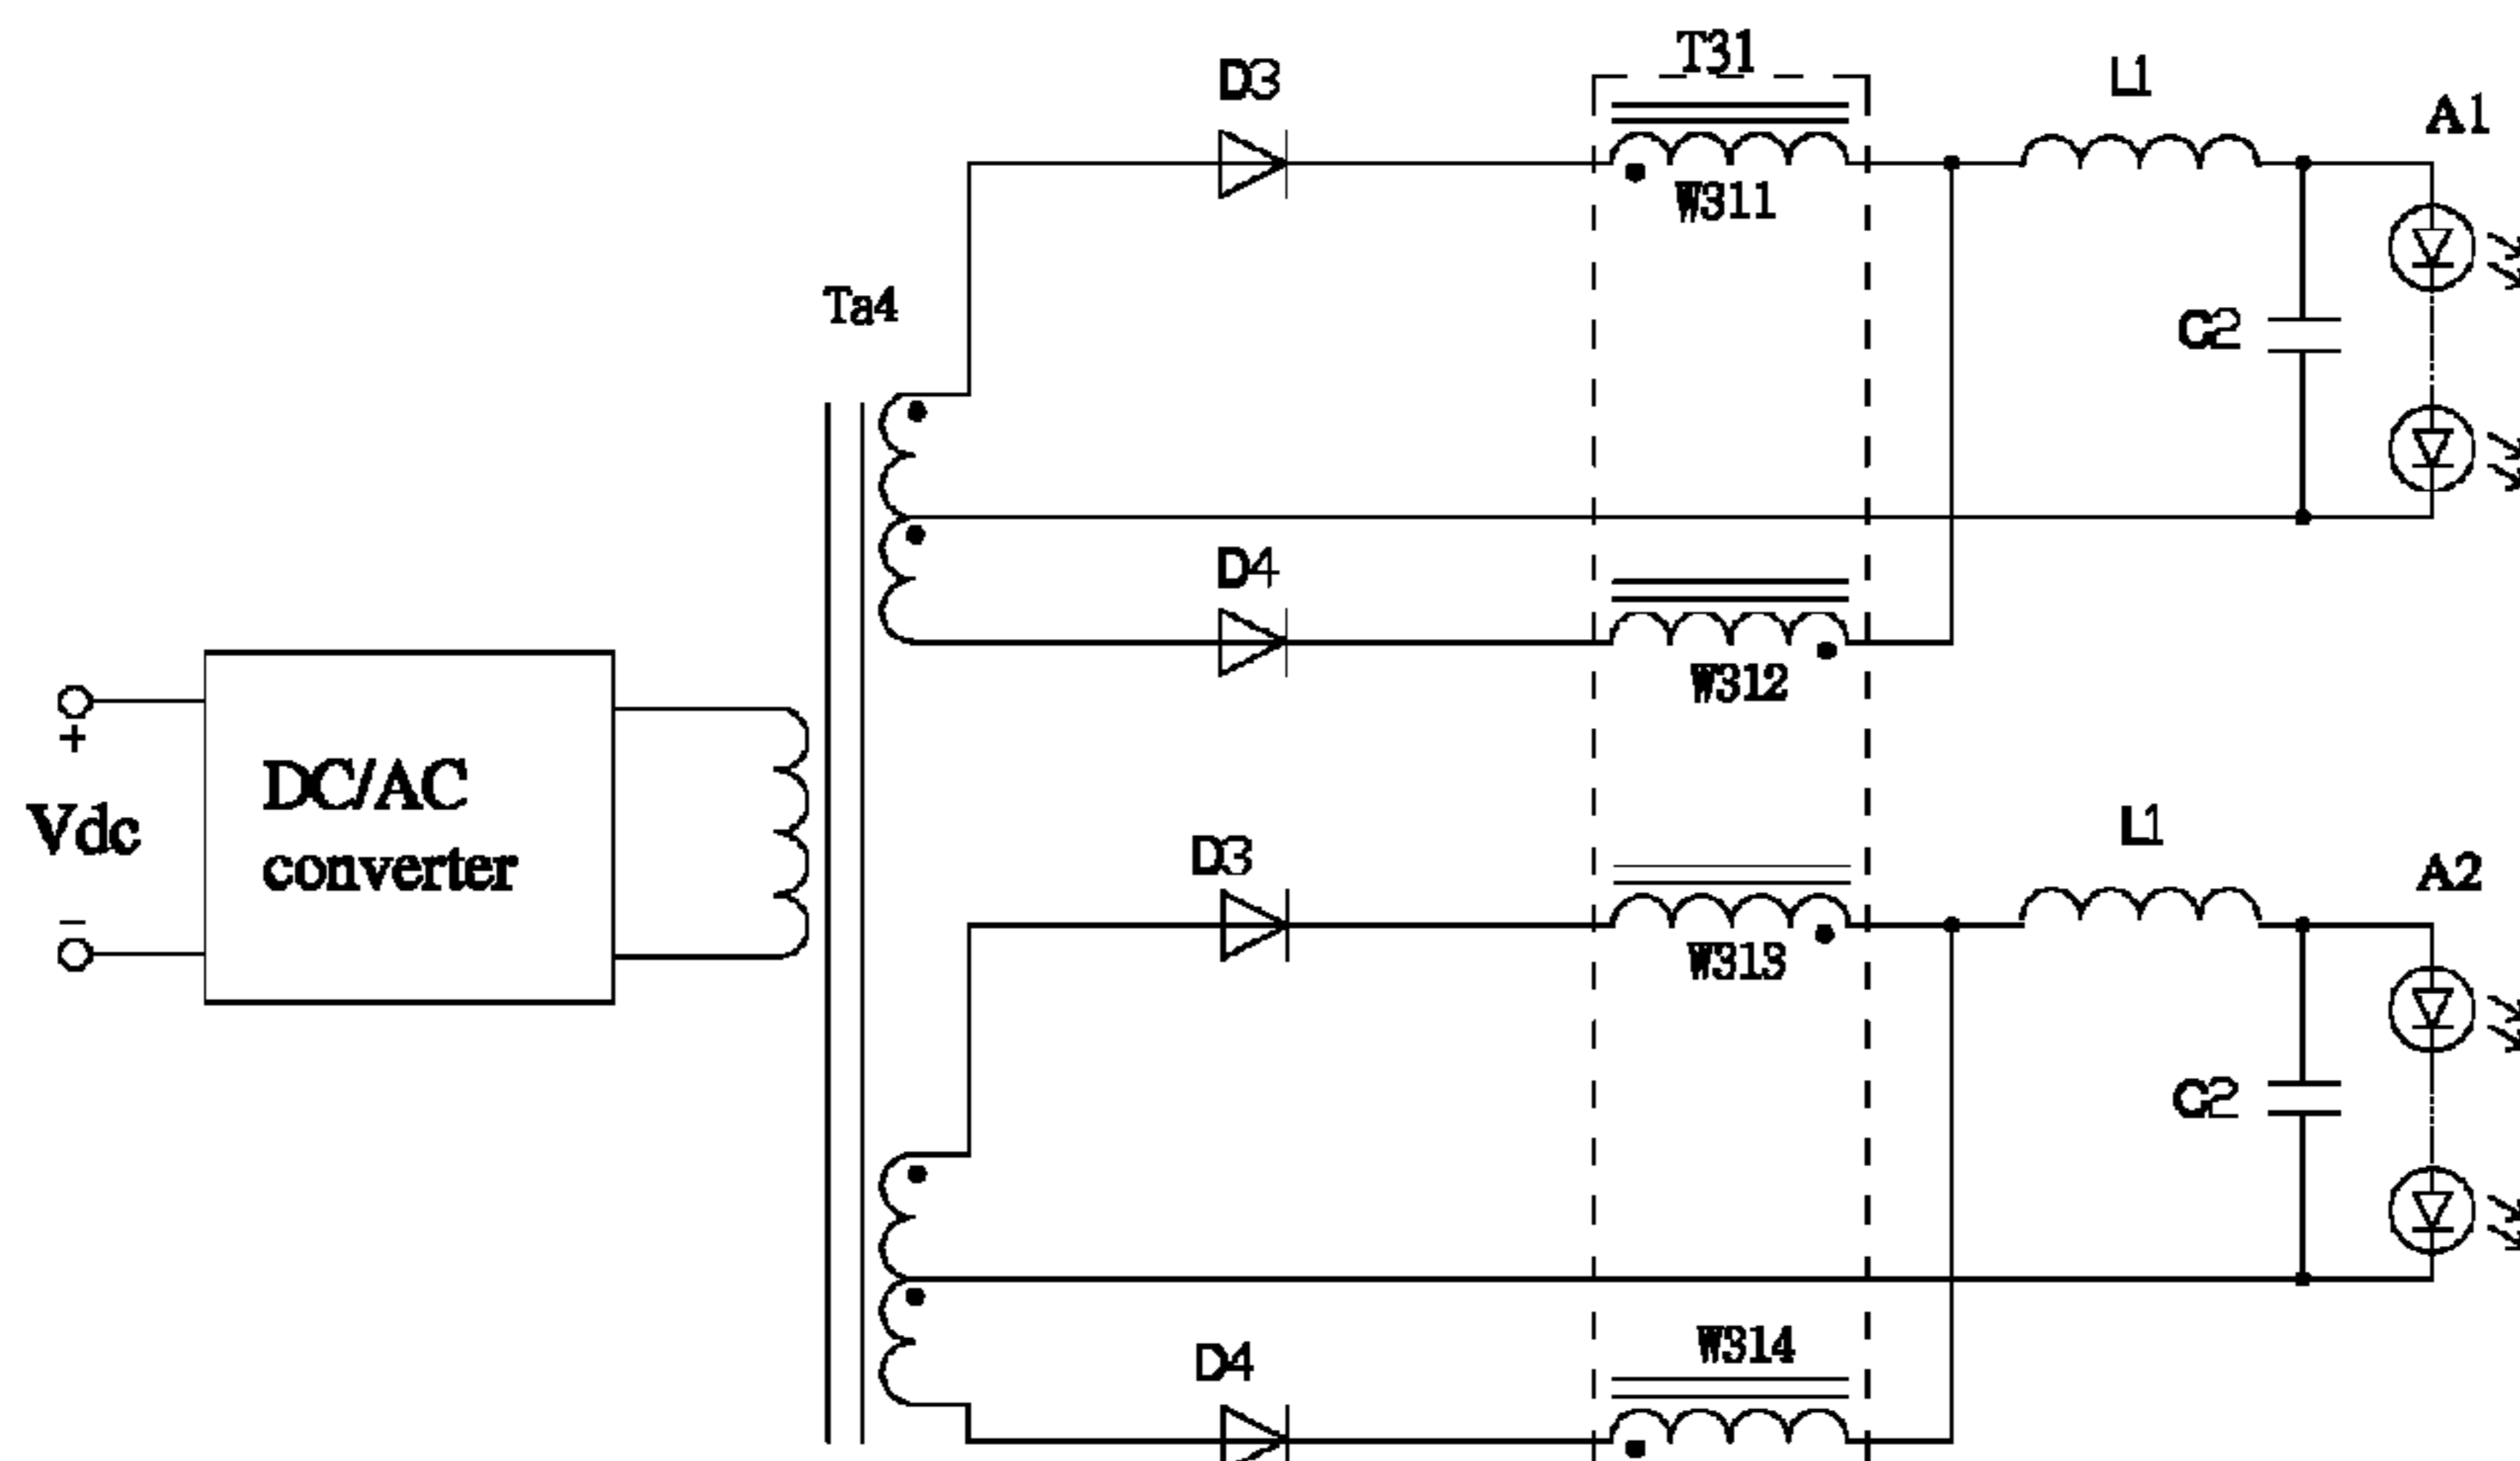 T31
D3
L1
A1
W311
Ta4
C2
D4
W312
+
Vdc
DC/AC
converter
−
D3
L1
A2
W313
C2
W314
D4